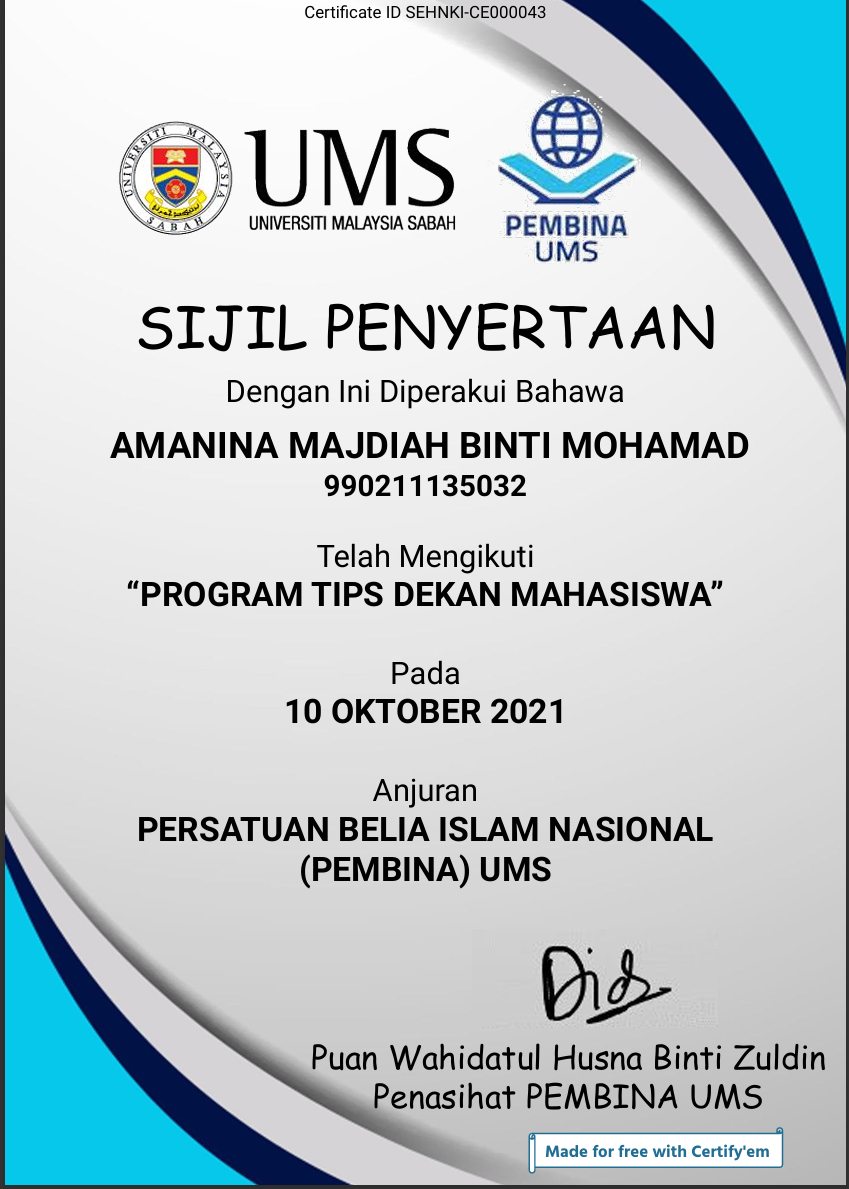 Certificate ID SEHNKI-CE000043
UNIVERSITI MALAYSIA
SABAH
UMS
UNIVERSITI MALAYSIA SABAH
PEMBINA
UMS
SIJIL PENYERTAAN
Dengan Ini Diperakui Bahawa
AMANINA MAJDIAH BINTI MOHAMAD
990211135032
Telah Mengikuti
“PROGRAM TIPS DEKAN MAHASISWA”
Pada
10 OKTOBER 2021
Anjuran
PERSATUAN BELIA ISLAM NASIONAL
(PEMBINA) UMS
Puan Wahidatul Husna Binti Zuldin
Penasihat PEMBINA UMS
Made for free with Certify'em